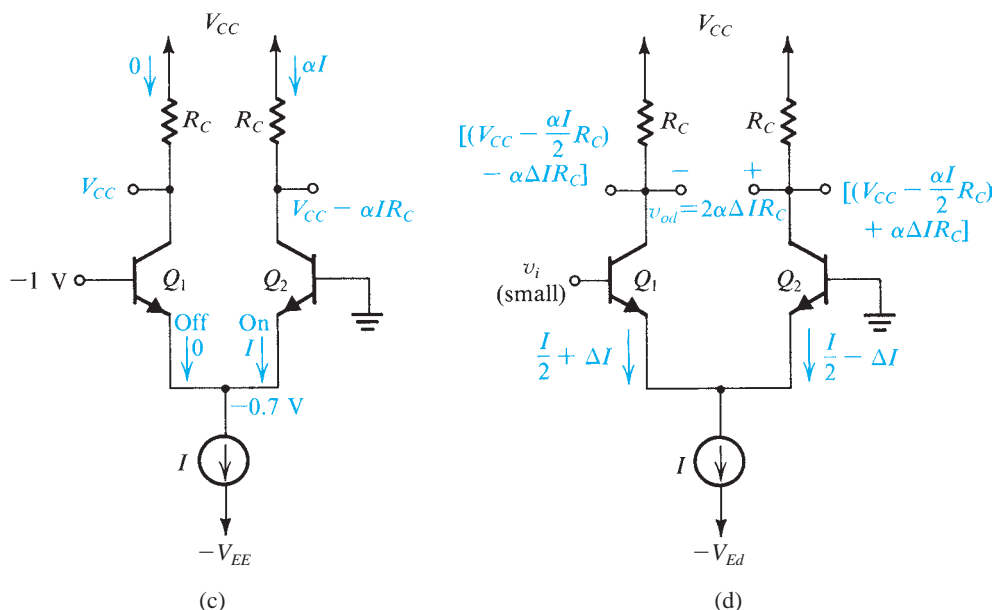 V_CC
0
αI
R_C
R_C
V_CC
V_CC − αIR_C
−1 V
Q_1
Q_2
Off
0
On
I
−0.7 V
I
−V_EE
(c)
V_CC
R_C
R_C
[(V_CC − αI/2 R_C)
− αΔIR_C]
−
+
v_od = 2αΔIR_C
[(V_CC − αI/2 R_C)
+ αΔIR_C]
v_i
(small)
Q_1
Q_2
I/2 + ΔI
I/2 − ΔI
I
−V_Ed
(d)